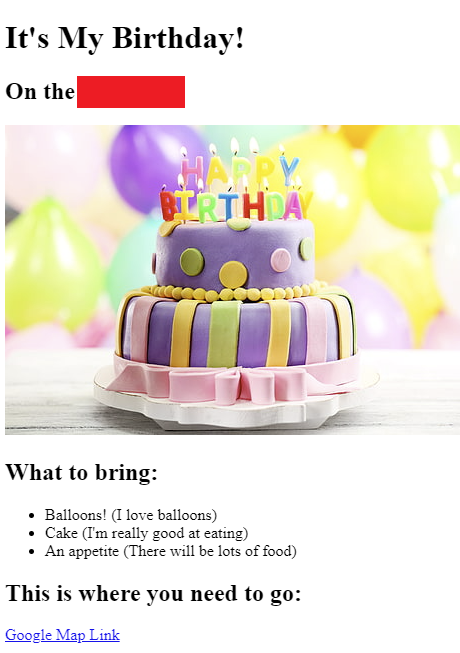 It's My Birthday!
On the
HAPPY
BIRTHDAY
What to bring:
Balloons! (I love balloons)
Cake (I'm really good at eating)
An appetite (There will be lots of food)
This is where you need to go:
Google Map Link